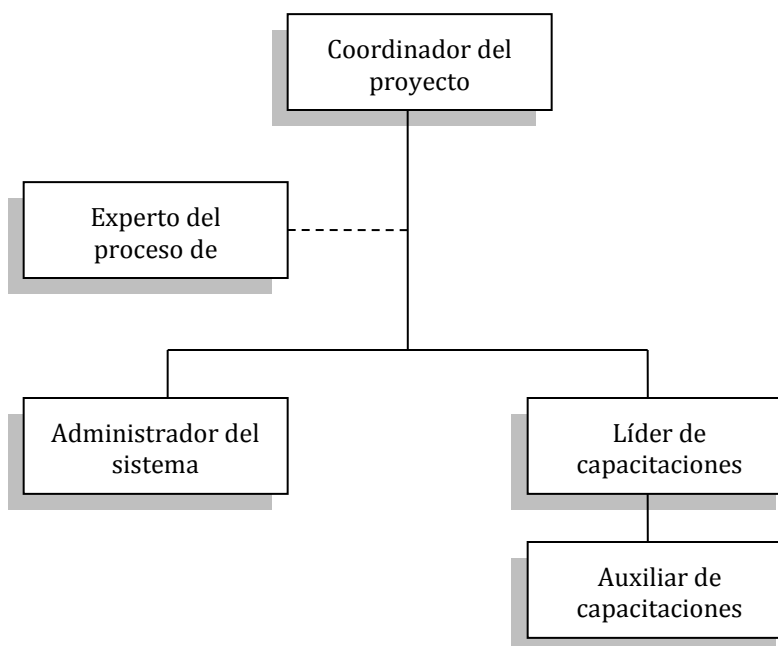 Coordinador del
proyecto
Experto del
proceso de
Administrador del
sistema
Líder de
capacitaciones
Auxiliar de
capacitaciones